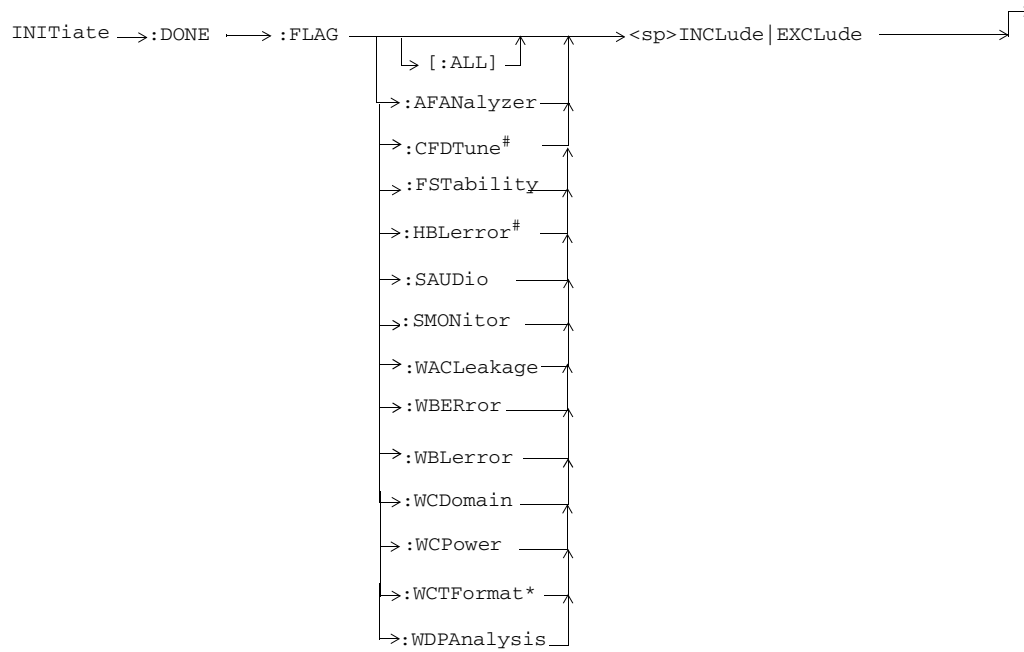 INITiate :DONE :FLAG <sp>INCLude|EXCLude
[:ALL]
:AFANalyzer
:CFDTune#
:FSTability
:HBLerror#
:SAUDio
:SMONitor
:WACLeakage
:WBERror
:WBLerror
:WCDomain
:WCPower
:WCTFormat*
:WDPAnalysis